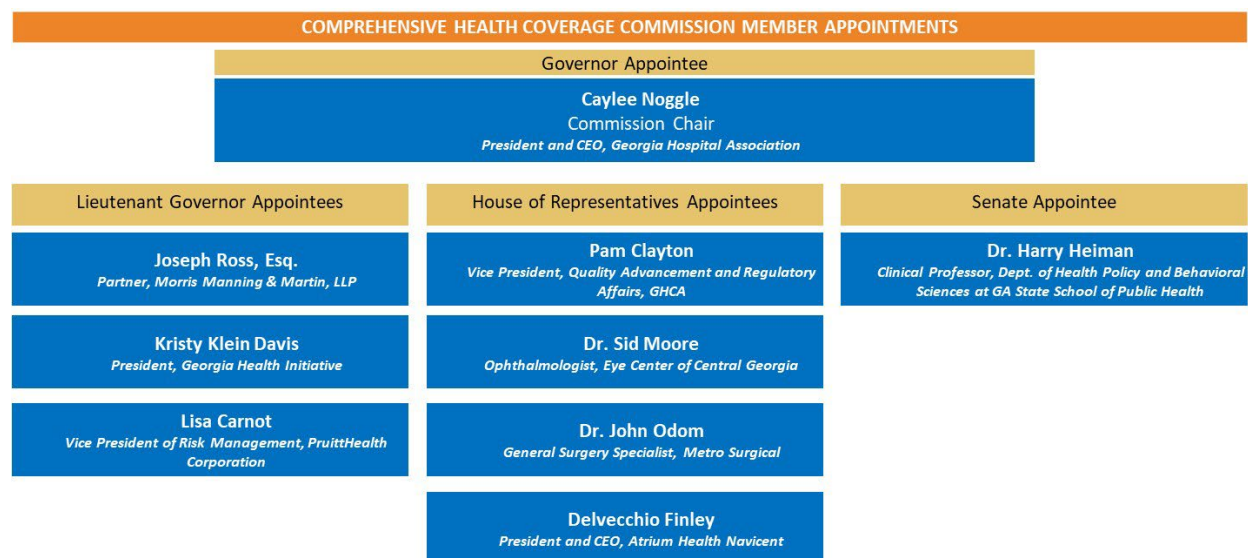 COMPREHENSIVE HEALTH COVERAGE COMMISSION MEMBER APPOINTMENTS
Governor Appointee
Caylee Noggle
Commission Chair
President and CEO, Georgia Hospital Association
Lieutenant Governor Appointees
Joseph Ross, Esq.
Partner, Morris Manning & Martin, LLP
Kristy Klein Davis
President, Georgia Health Initiative
Lisa Carnot
Vice President of Risk Management, PruittHealth
Corporation
House of Representatives Appointees
Pam Clayton
Vice President, Quality Advancement and Regulatory
Affairs, GHCA
Dr. Sid Moore
Ophthalmologist, Eye Center of Central Georgia
Dr. John Odom
General Surgery Specialist, Metro Surgical
Delvecchio Finley
President and CEO, Atrium Health Navicent
Senate Appointee
Dr. Harry Heiman
Clinical Professor, Dept. of Health Policy and Behavioral
Sciences at GA State School of Public Health